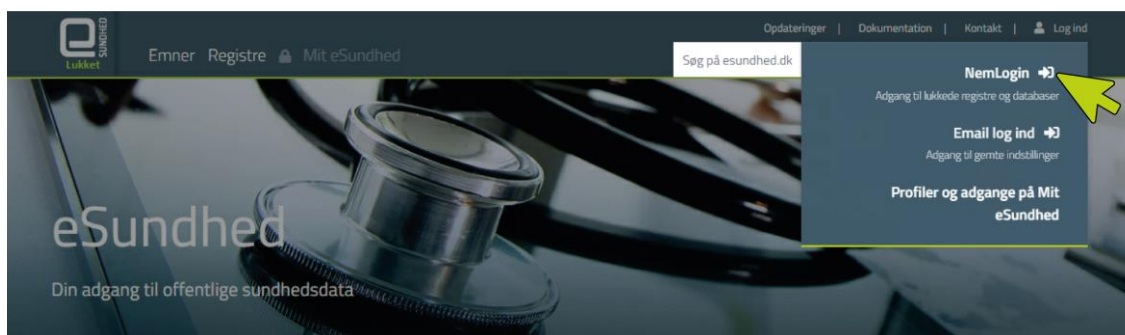 SUNDHED
Lukket
Emner Registre Mit eSundhed
Opdateringer | Dokumentation | Kontakt | Log ind
Søg på esundhed.dk
NemLogin
Adgang til lukkede registre og databaser
Email log ind
Adgang til gemte indstillinger
Profiler og adgange på Mit
eSundhed
eSundhed
Din adgang til offentlige sundhedsdata